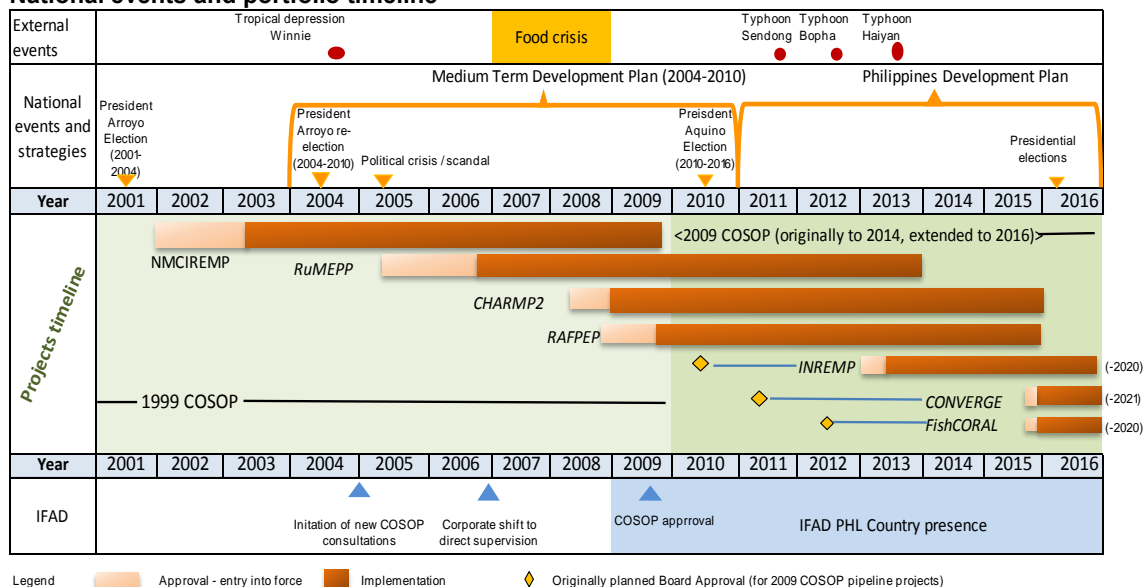 National events and portfolio timeline
External
events
Tropical depression
Winnie
Food crisis
Typhoon
Sendong
Typhoon
Bopha
Typhoon
Haiyan
National
events and
strategies
Medium Term Development Plan (2004-2010)
Philippines Development Plan
President
Arroyo
Election
(2001-
2004)
President
Arroyo re-
election
(2004-2010)
Political crisis / scandal
Preisdent
Aquino
Election
(2010-2016)
Presidential
elections
Year 2001 2002 2003 2004 2005 2006 2007 2008 2009 2010 2011 2012 2013 2014 2015 2016
Projects timeline
<2009 COSOP (originally to 2014, extended to 2016)>
NMCIREMP
RuMEPP
CHARMP2
RAFPEP
INREMP
(-2020)
1999 COSOP
CONVERGE
(-2021)
FishCORAL
(-2020)
Year 2001 2002 2003 2004 2005 2006 2007 2008 2009 2010 2011 2012 2013 2014 2015 2016
IFAD
Initation of new COSOP
consultations
Corporate shift to
direct supervision
COSOP apprroval
IFAD PHL Country presence
Legend
Approval - entry into force
Implementation
Originally planned Board Approval (for 2009 COSOP pipeline projects)